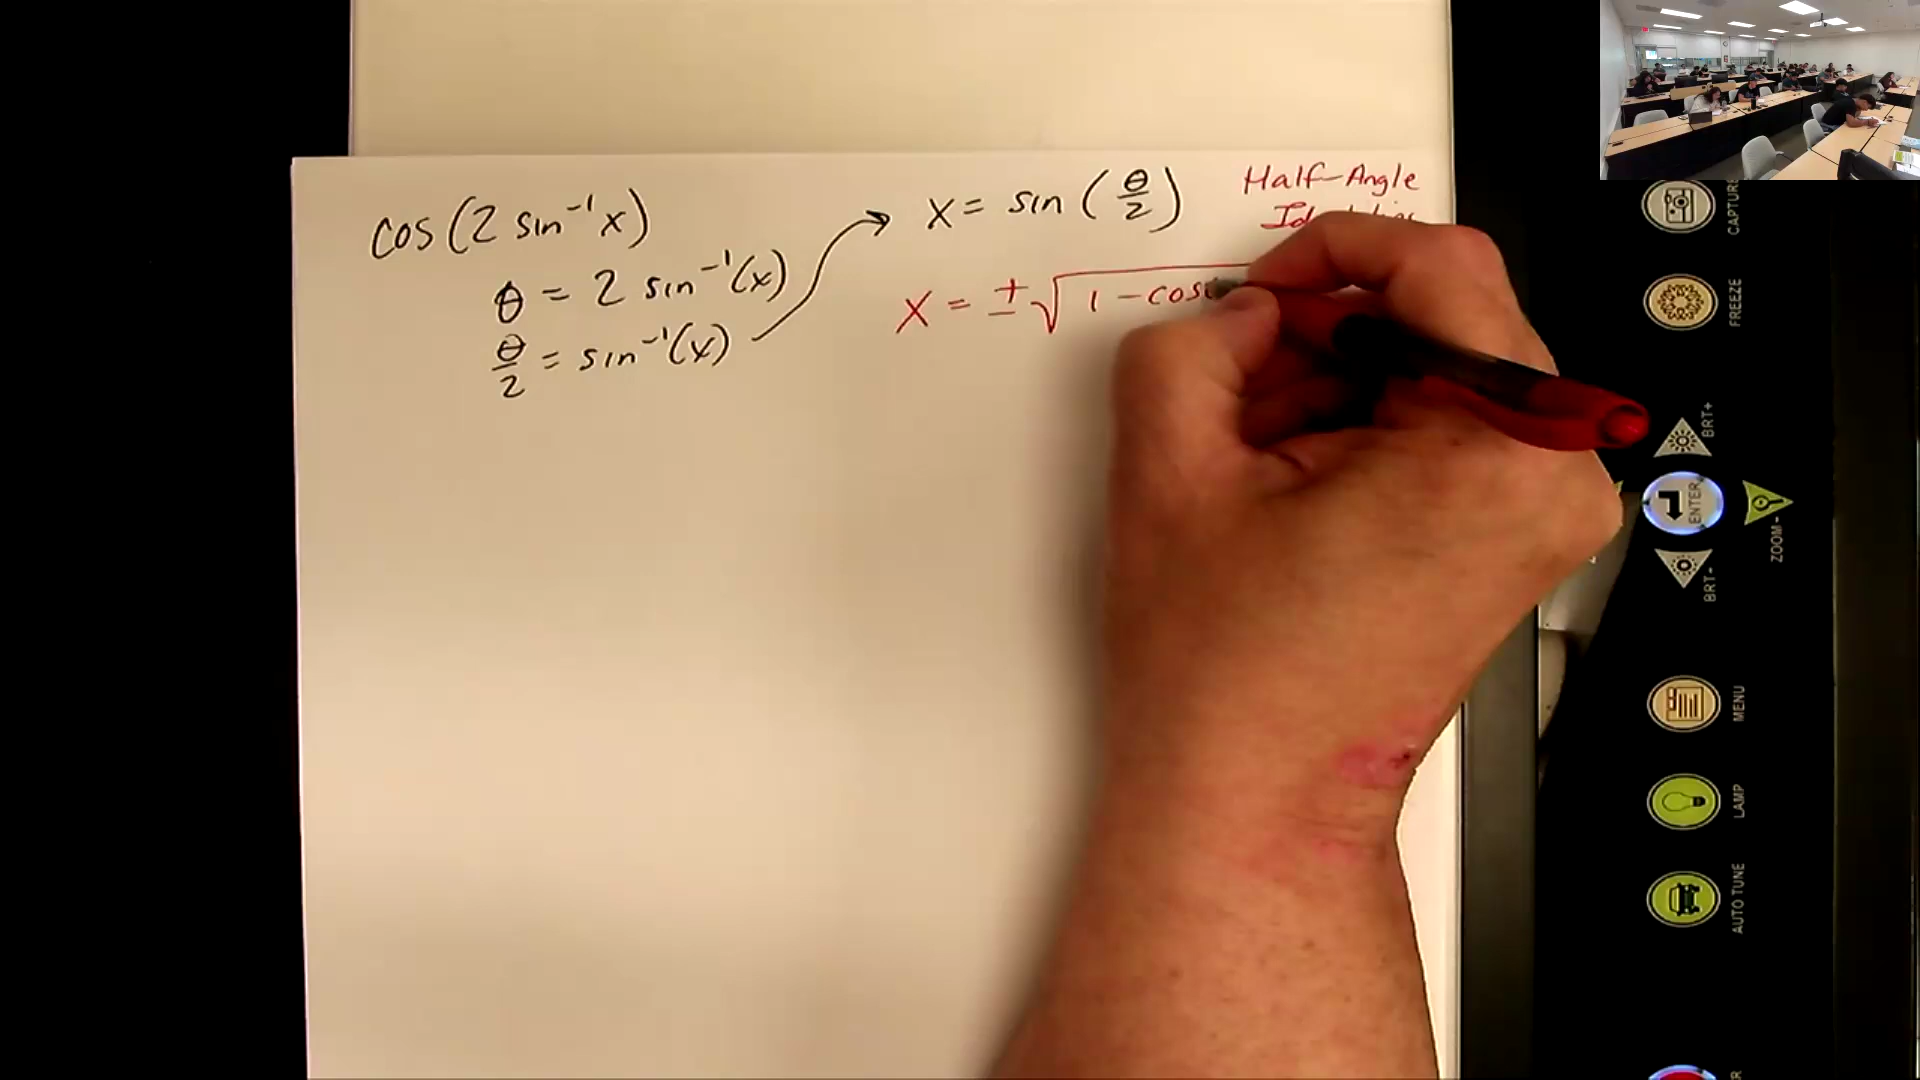 cos(2 sin⁻¹x)
θ = 2 sin⁻¹(x)
θ/2 = sin⁻¹(x)
x = sin(θ/2)
Half-Angle
x = ±√1-cos
CAPTURE
FREEZE
BRT+
ENTER
ZOOM-
BRT-
MENU
LAMP
AUTO TUNE